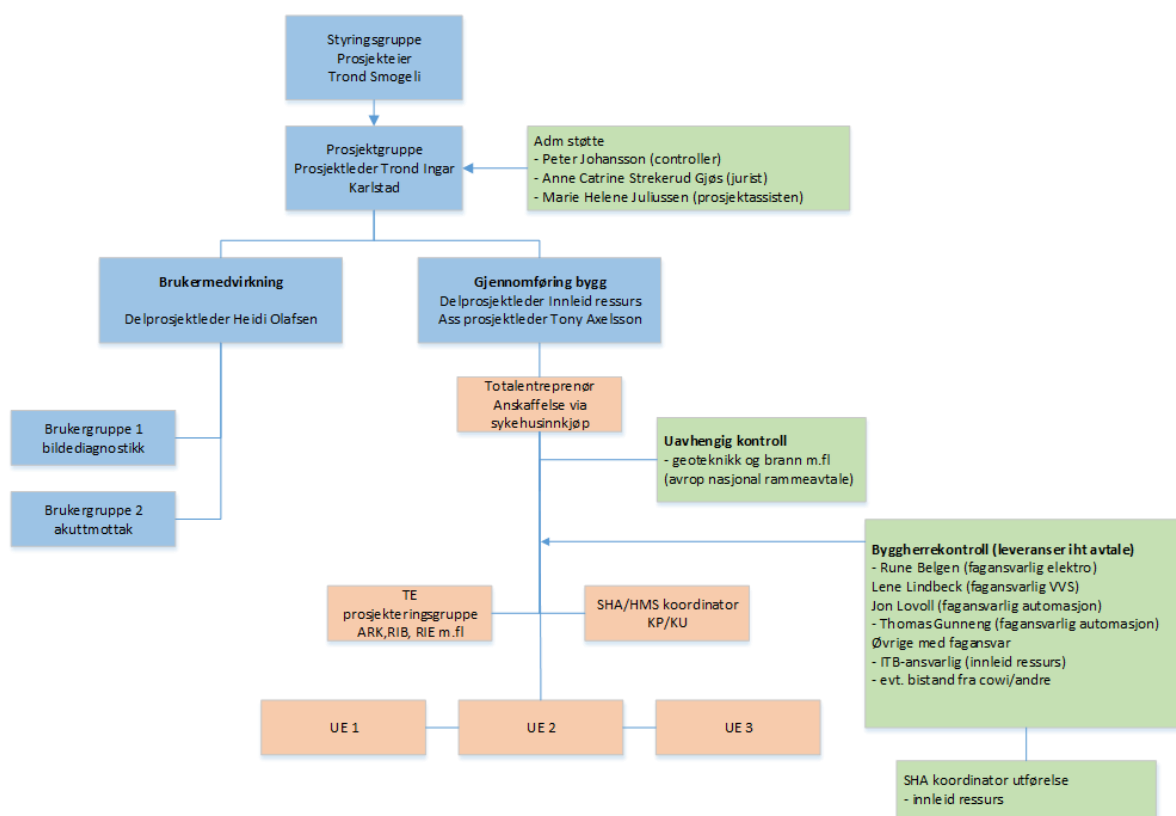 Styringsgruppe
Prosjekteier
Trond Smogeli
Prosjektgruppe
Prosjektleder Trond Ingar
Karlstad
Adm støtte
- Peter Johansson (controller)
- Anne Catrine Strekerud Gjøs (jurist)
- Marie Helene Juliussen (prosjektassisten)
Brukermedvirkning
Delprosjektleder Heidi Olafsen
Gjennomføring bygg
Delprosjektleder Innleid ressurs
Ass prosjektleder Tony Axelsson
Totalentreprenør
Anskaffelse via
sykehusinnkjøp
Brukergruppe 1
bildediagnostikk
Uavhengig kontroll
- geoteknikk og brann m.fl
(avrop nasjonal rammeavtale)
Brukergruppe 2
akuttmottak
Byggherrekontroll (leveranser iht avtale)
- Rune Belgen (fagansvarlig elektro)
Lene Lindbeck (fagansvarlig VVS)
Jon Lovoll (fagansvarlig automasjon)
- Thomas Gunneng (fagansvarlig automasjon)
Øvrige med fagansvar
- ITB-ansvarlig (innleid ressurs)
- evt. bistand fra cowi/andre
TE
prosjekteringsgruppe
ARK,RIB, RIE m.fl
SHA/HMS koordinator
KP/KU
UE 1
UE 2
UE 3
SHA koordinator utførelse
- innleid ressurs